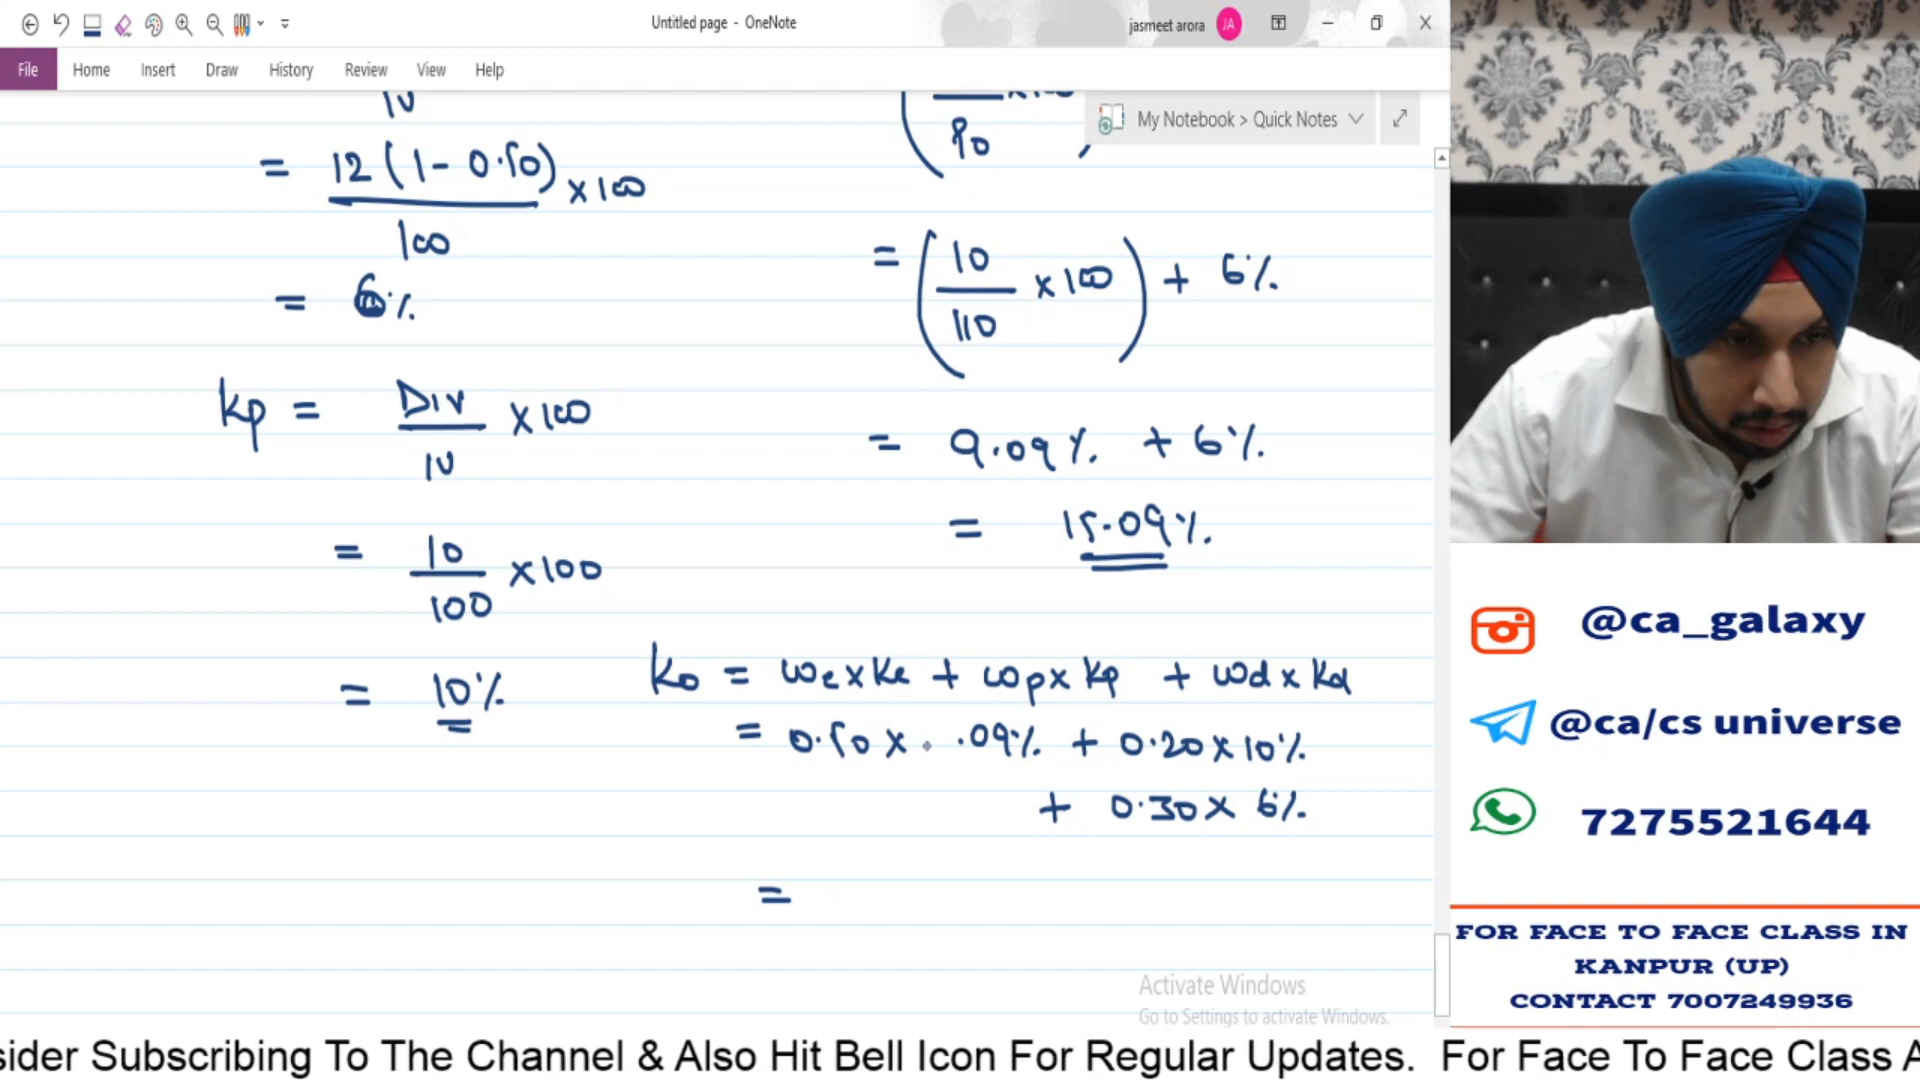 Untitled page - OneNote
jasmeet arora
JA
File Home Insert Draw History Review View Help
My Notebook > Quick Notes
IV
= 12 (1 - 0.50) × 100
100
= 6%
Kp = Div × 100
IV
= 10 × 100
100
= 10%
90
= ( 10 × 100 ) + 6%
110
= 9.09% + 6%
= 15.09%
Ko = We × Ke + Wp × Kp + Wd × Kd
= 0.50 × .09% + 0.20 × 10%
+ 0.30 × 6%
=
Activate Windows
Go to Settings to activate Windows.
@ca_galaxy
@ca/cs universe
7275521644
FOR FACE TO FACE CLASS IN
KANPUR (UP)
CONTACT 7007249936
sider Subscribing To The Channel & Also Hit Bell Icon For Regular Updates. For Face To Face Class A